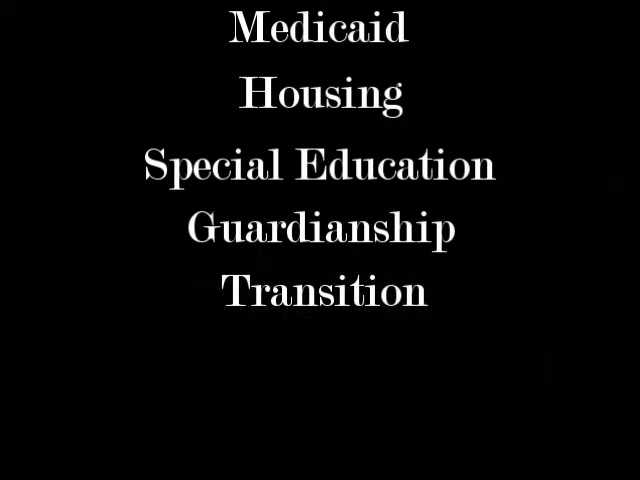 Medicaid
Housing
Special Education
Guardianship
Transition